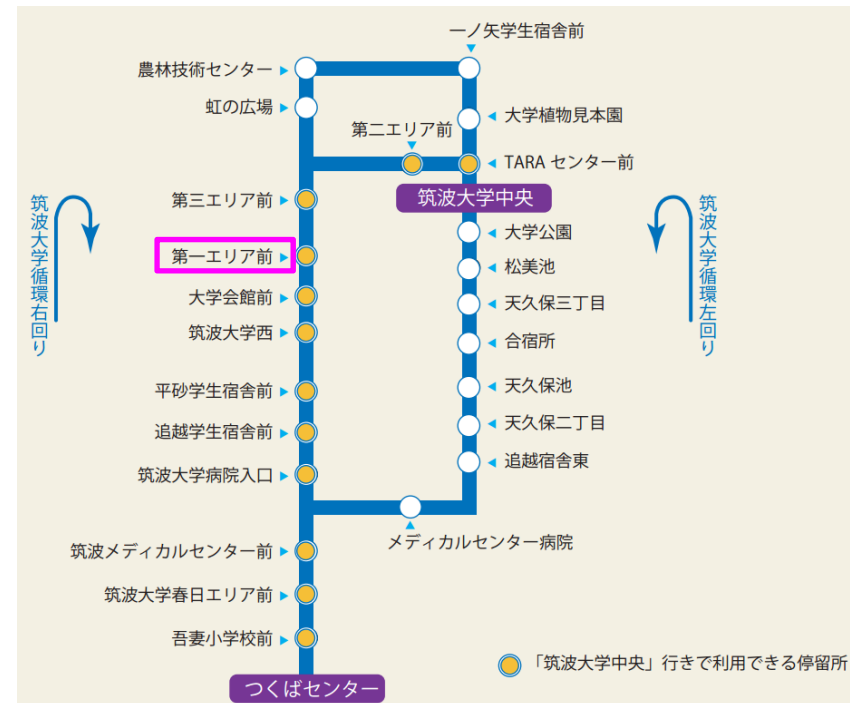 一ノ矢学生宿舎前
農林技術センター
虹の広場
大学植物見本園
第二エリア前
TARA センター前
筑波大学中央
第三エリア前
大学公園
第一エリア前
松美池
大学会館前
天久保三丁目
筑波大学西
合宿所
平砂学生宿舎前
天久保池
追越学生宿舎前
天久保二丁目
筑波大学病院入口
追越宿舎東
メディカルセンター病院
筑波メディカルセンター前
筑波大学春日エリア前
吾妻小学校前
つくばセンター
筑波大学循環右回り
筑波大学循環左回り
「筑波大学中央」行きで利用できる停留所